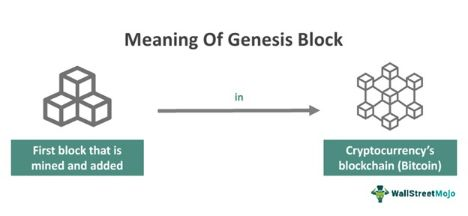 Meaning Of Genesis Block
in
First block that is
mined and added
Cryptocurrency's
blockchain (Bitcoin)
WallStreetMojo